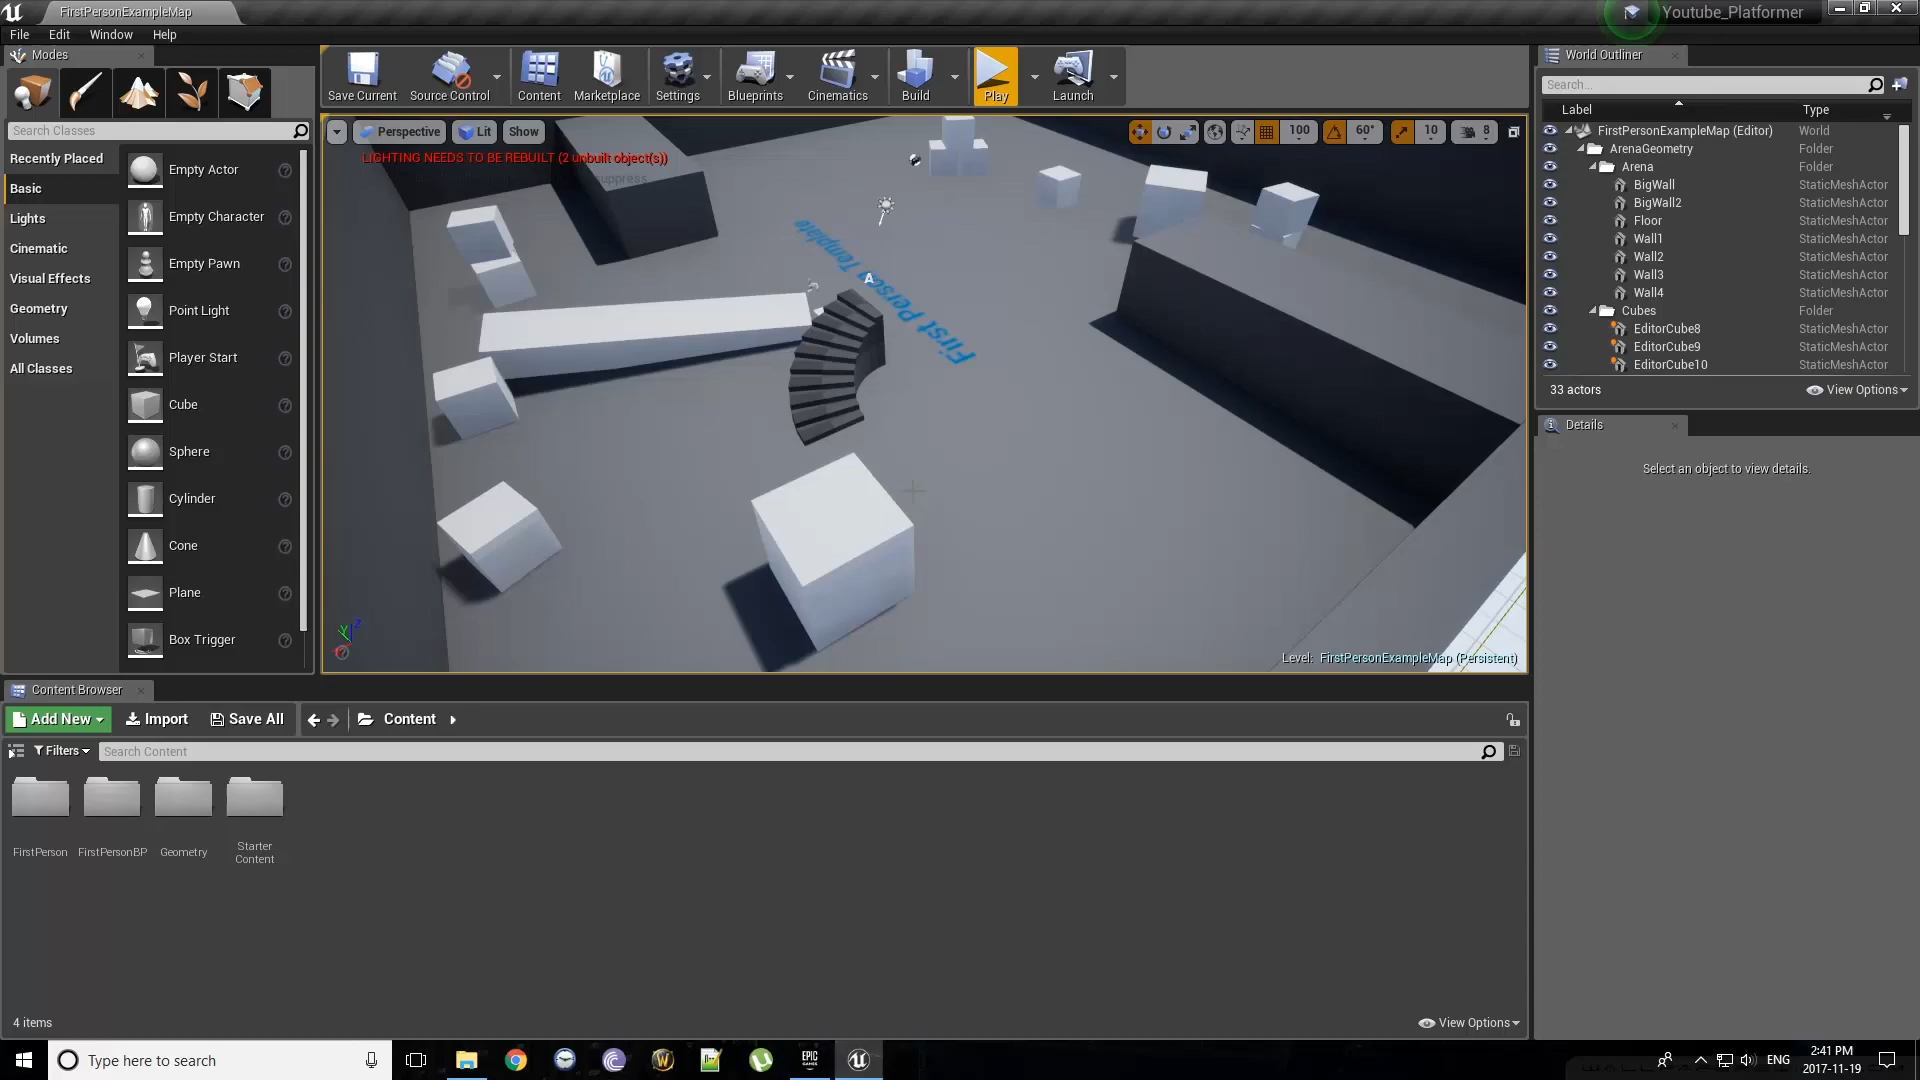 FirstPersonExampleMap
Youtube_Platformer
File Edit Window Help
Modes
Search Classes
Recently Placed
Basic
Lights
Cinematic
Visual Effects
Geometry
Volumes
All Classes
Empty Actor
Empty Character
Empty Pawn
Point Light
Player Start
Cube
Sphere
Cylinder
Cone
Plane
Box Trigger
Save Current Source Control Content Marketplace Settings Blueprints Cinematics Build Play Launch
Perspective Lit Show
100 60° 10 8
LIGHTING NEEDS TO BE REBUILT (2 unbuilt object(s))
suppress
First Person Template
Level: FirstPersonExampleMap (Persistent)
World Outliner
Search...
Label Type
FirstPersonExampleMap (Editor) World
ArenaGeometry Folder
Arena Folder
BigWall StaticMeshActor
BigWall2 StaticMeshActor
Floor StaticMeshActor
Wall1 StaticMeshActor
Wall2 StaticMeshActor
Wall3 StaticMeshActor
Wall4 StaticMeshActor
Cubes Folder
EditorCube8 StaticMeshActor
EditorCube9 StaticMeshActor
EditorCube10 StaticMeshActor
33 actors View Options
Details
Select an object to view details.
Content Browser
Add New Import Save All Content
Filters Search Content
FirstPerson FirstPersonBP Geometry Starter Content
4 items View Options
Type here to search
EPIC GAMES
ENG
2:41 PM
2017-11-19